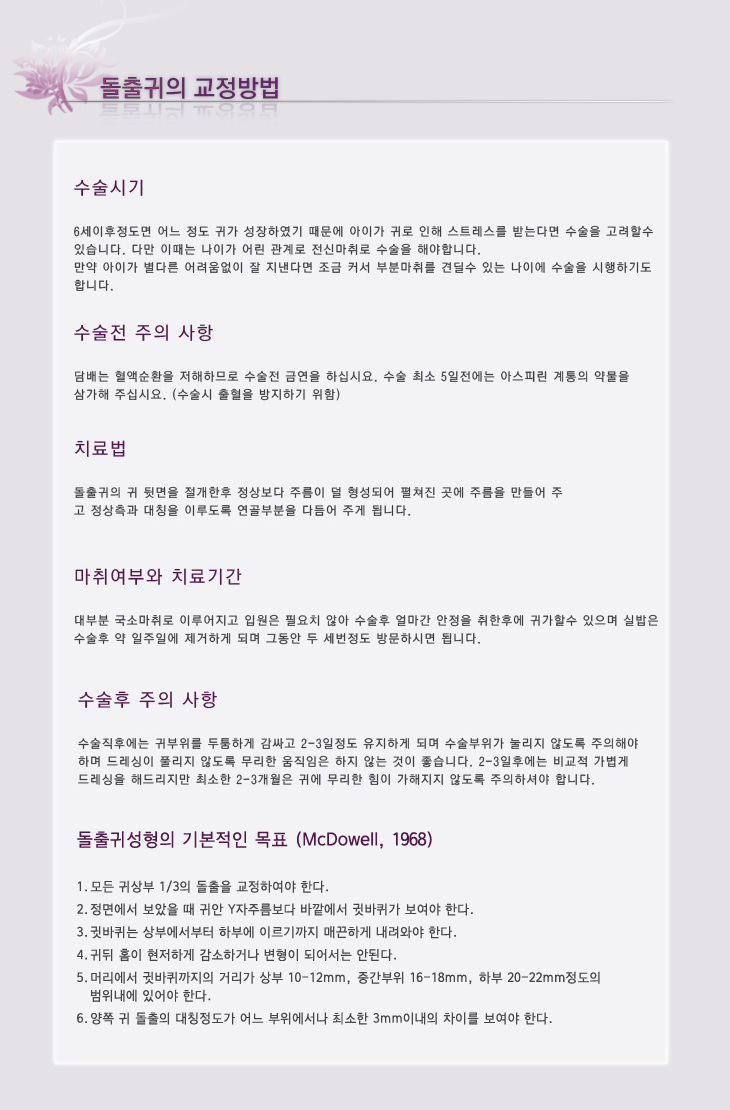 돌출귀의 교정방법
수술시기
6세이후정도면 어느 정도 귀가 성장하였기 때문에 아이가 귀로 인해 스트레스를 받는다면 수술을 고려할수
있습니다. 다만 이때는 나이가 어린 관계로 전신마취로 수술을 해야합니다.
만약 아이가 별다른 어려움없이 잘 지낸다면 조금 커서 부분마취를 견딜수 있는 나이에 수술을 시행하기도
합니다.
수술전 주의 사항
담배는 혈액순환을 저해하므로 수술전 금연을 하십시요. 수술 최소 5일전에는 아스피린 계통의 약물을
삼가해 주십시요. (수술시 출혈을 방지하기 위함)
치료법
돌출귀의 귀 뒷면을 절개한후 정상보다 주름이 덜 형성되어 펼쳐진 곳에 주름을 만들어 주
고 정상측과 대칭을 이루도록 연골부분을 다듬어 주게 됩니다.
마취여부와 치료기간
대부분 국소마취로 이루어지고 입원은 필요치 않아 수술후 얼마간 안정을 취한후에 귀가할수 있으며 실밥은
수술후 약 일주일에 제거하게 되며 그동안 두 세번정도 방문하시면 됩니다.
수술후 주의 사항
수술직후에는 귀부위를 두툼하게 감싸고 2-3일정도 유지하게 되며 수술부위가 눌리지 않도록 주의해야
하며 드레싱이 풀리지 않도록 무리한 움직임은 하지 않는 것이 좋습니다. 2-3일후에는 비교적 가볍게
드레싱을 해드리지만 최소한 2-3개월은 귀에 무리한 힘이 가해지지 않도록 주의하셔야 합니다.
돌출귀성형의 기본적인 목표 (McDowell, 1968)
1. 모든 귀상부 1/3의 돌출을 교정하여야 한다.
2. 정면에서 보았을 때 귀안 Y자주름보다 바깥에서 귓바퀴가 보여야 한다.
3. 귓바퀴는 상부에서부터 하부에 이르기까지 매끈하게 내려와야 한다.
4. 귀뒤 홈이 현저하게 감소하거나 변형이 되어서는 안된다.
5. 머리에서 귓바퀴까지의 거리가 상부 10-12mm, 중간부위 16-18mm, 하부 20-22mm정도의
범위내에 있어야 한다.
6. 양쪽 귀 돌출의 대칭정도가 어느 부위에서나 최소한 3mm이내의 차이를 보여야 한다.